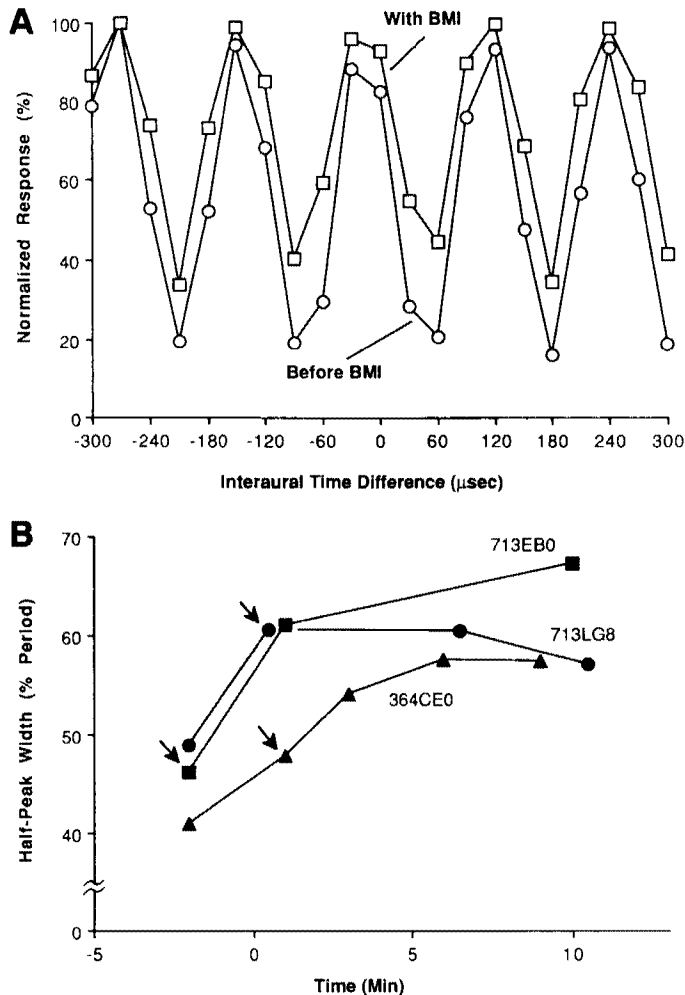 A
With BMI
Normalized Response (%)
100
80
60
40
20
0
Before BMI
-300 -240 -180 -120 -60 0 60 120 180 240 300
Interaural Time Difference (μsec)
B
Half-Peak Width (% Period)
70
60
50
40
0
713EB0
713LG8
364CE0
-5 0 5 10
Time (Min)